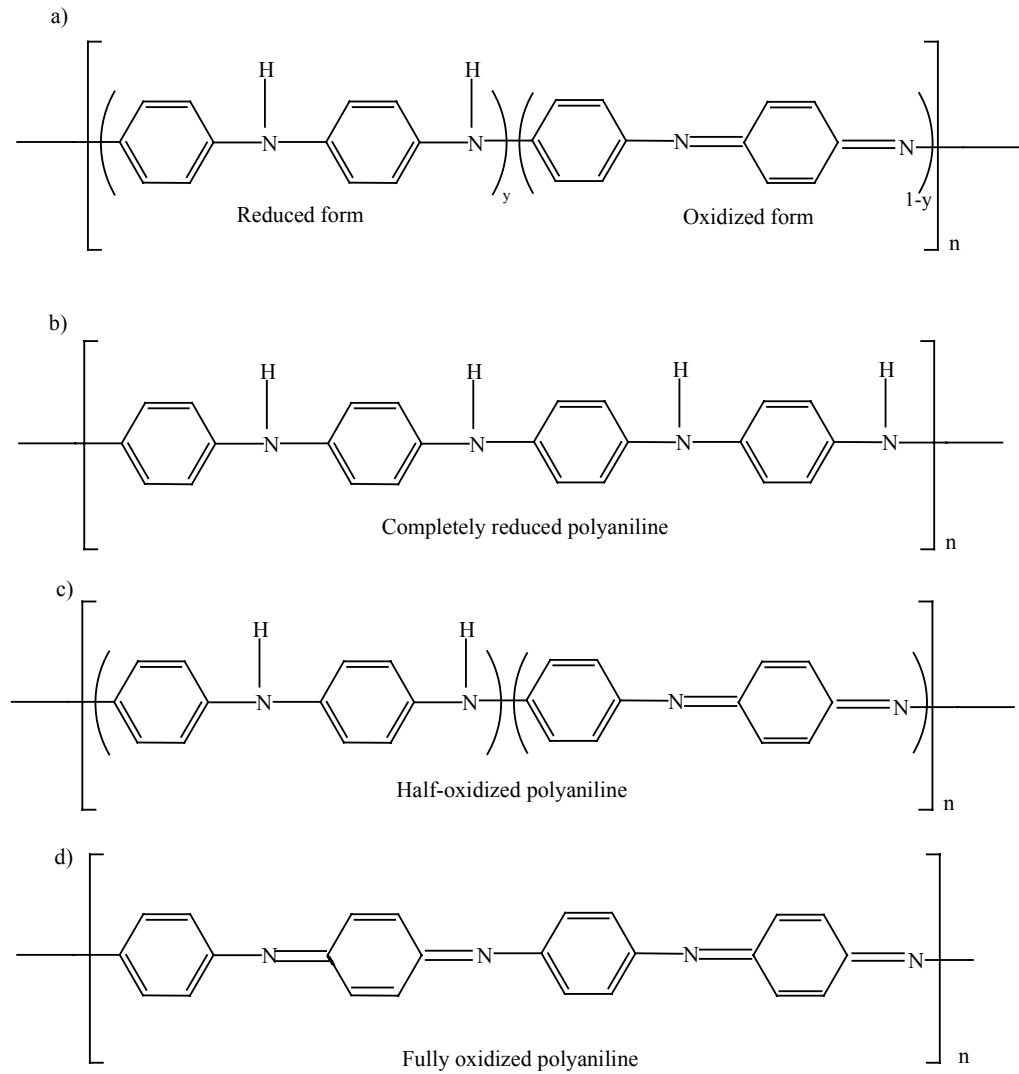 a)
H H
N N N N
y 1-y
Reduced form Oxidized form
n
b)
H H H H
N N N N
Completely reduced polyaniline
n
c)
H H
N N N N
Half-oxidized polyaniline
n
d)
N N N N
Fully oxidized polyaniline
n